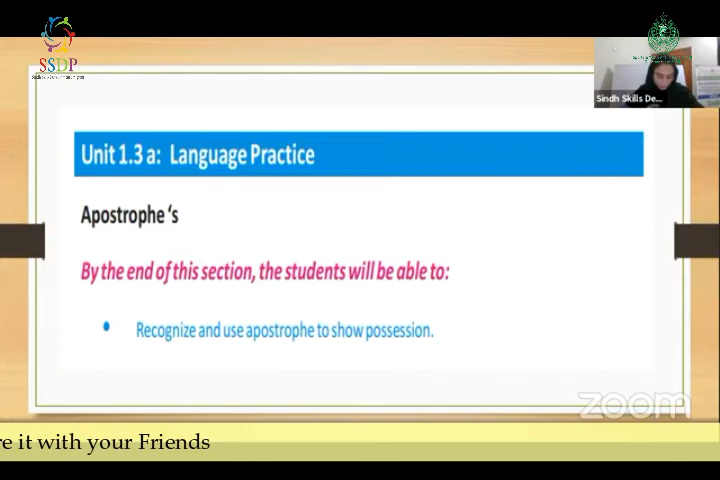 SSDP
Sindh Skills De...
Unit 1.3 a: Language Practice
Apostrophe ‘s
By the end of this section, the students will be able to:
• Recognize and use apostrophe to show possession.
zoom
re it with your Friends